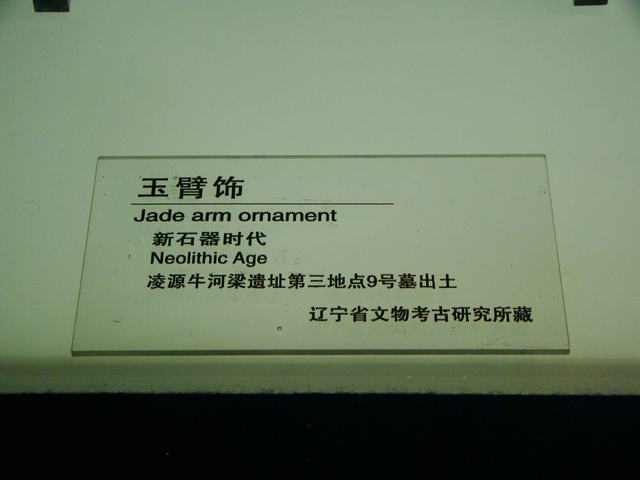 玉臂饰
Jade arm ornament
新石器时代
Neolithic Age
凌源牛河梁遗址第三地点9号墓出土
辽宁省文物考古研究所藏